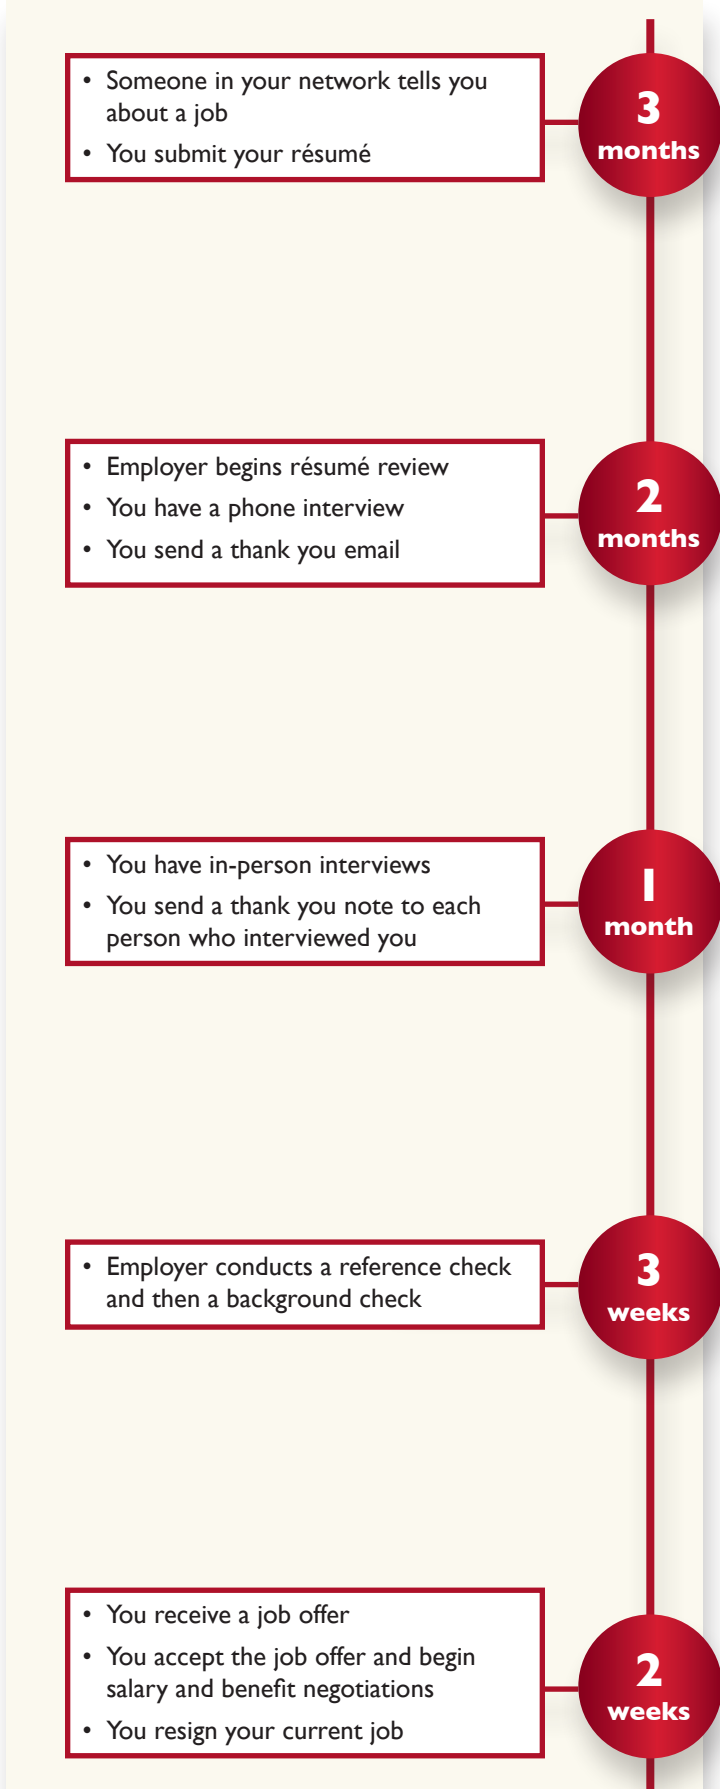 • Someone in your network tells you
about a job
• You submit your résumé
3
months
• Employer begins résumé review
• You have a phone interview
• You send a thank you email
2
months
• You have in-person interviews
• You send a thank you note to each
person who interviewed you
1
month
• Employer conducts a reference check
and then a background check
3
weeks
• You receive a job offer
• You accept the job offer and begin
salary and benefit negotiations
• You resign your current job
2
weeks